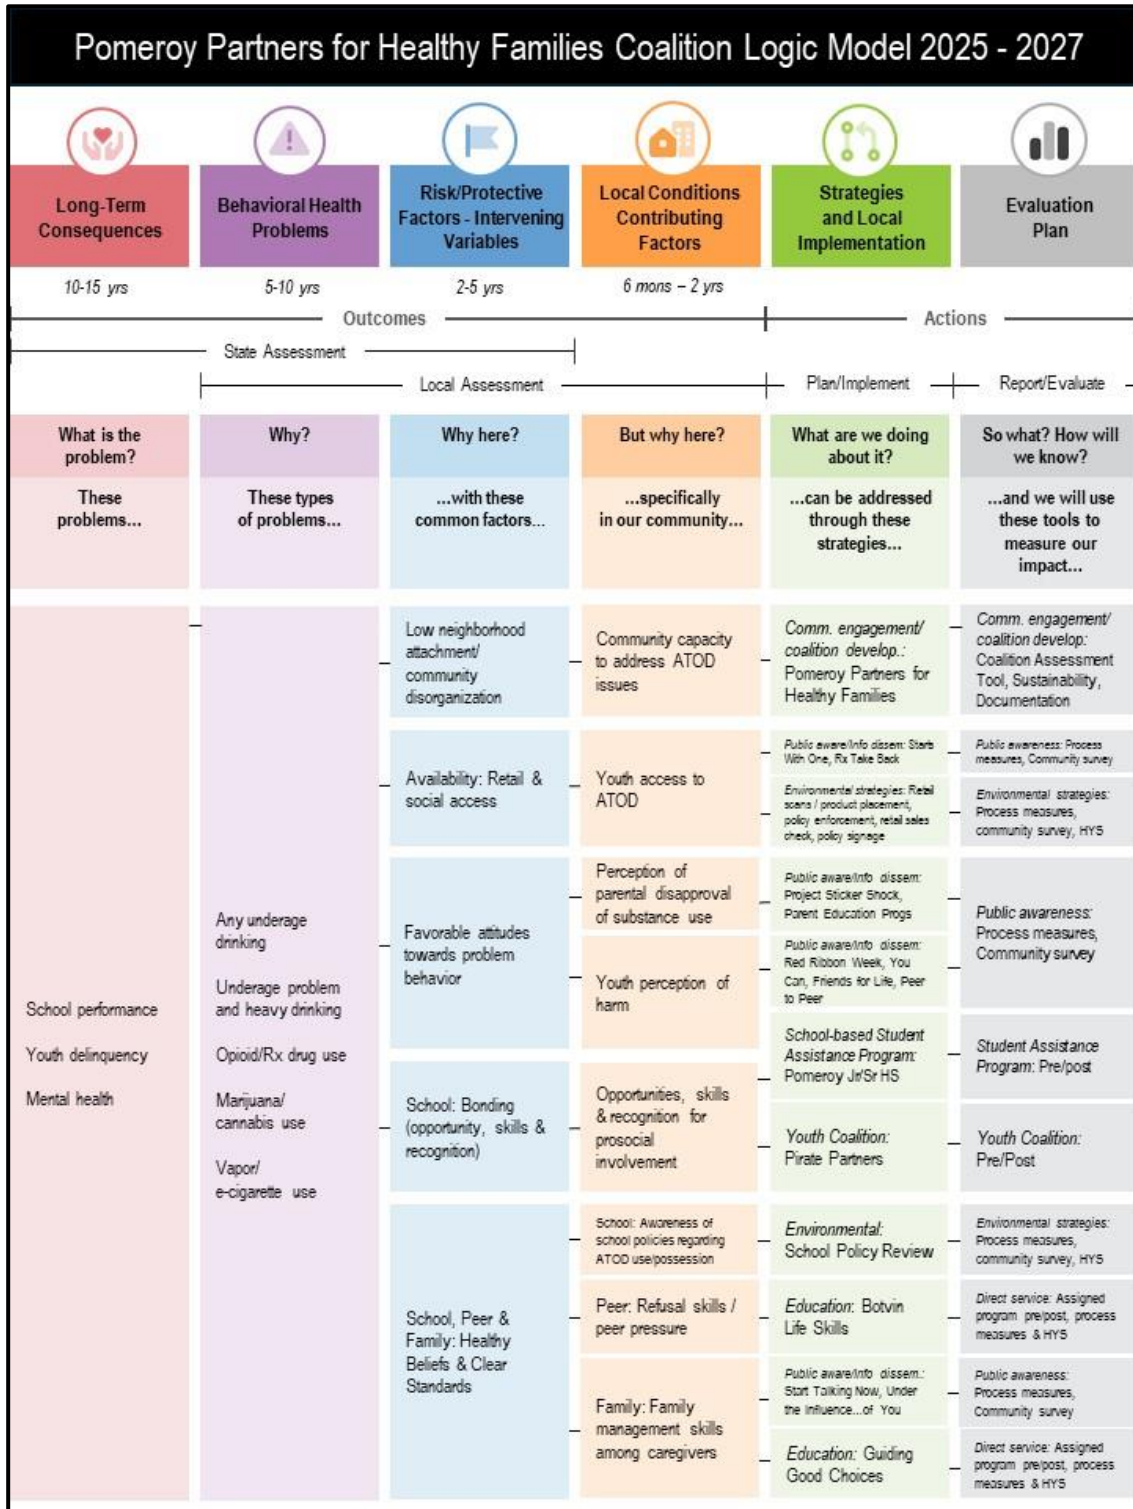 Pomeroy Partners for Healthy Families Coalition Logic Model 2025 - 2027
Long-Term
Consequences
Behavioral Health
Problems
Risk/Protective
Factors - Intervening
Variables
Local Conditions
Contributing
Factors
Strategies
and Local
Implementation
Evaluation
Plan
10-15 yrs
5-10 yrs
2-5 yrs
6 mons – 2 yrs
Outcomes
Actions
State Assessment
Local Assessment
Plan/Implement
Report/Evaluate
What is the
problem?
Why?
Why here?
But why here?
What are we doing
about it?
So what? How will
we know?
These
problems...
These types
of problems...
...with these
common factors...
...specifically
in our community...
...can be addressed
through these
strategies...
...and we will use
these tools to
measure our
impact...
School performance
Youth delinquency
Mental health
Any underage
drinking
Underage problem
and heavy drinking
Opioid/Rx drug use
Marijuana/
cannabis use
Vapor/
e-cigarette use
Low neighborhood
attachment/
community
disorganization
Availability: Retail &
social access
Favorable attitudes
towards problem
behavior
School: Bonding
(opportunity, skills &
recognition)
School, Peer &
Family: Healthy
Beliefs & Clear
Standards
Community capacity
to address ATOD
issues
Youth access to
ATOD
Perception of
parental disapproval
of substance use
Youth perception of
harm
Opportunities, skills
& recognition for
prosocial
involvement
School: Awareness of
school policies regarding
ATOD use/possession
Peer: Refusal skills /
peer pressure
Family: Family
management skills
among caregivers
Comm. engagement/
coalition develop.:
Pomeroy Partners for
Healthy Families
Public aware/Info dissem: Starts
With One, Rx Take Back
Environmental strategies: Retail
scans / product placement,
policy enforcement, retail sales
check, policy signage
Public aware/Info dissem:
Project Sticker Shock,
Parent Education Progs
Public aware/Info dissem:
Red Ribbon Week, You
Can, Friends for Life, Peer
to Peer
School-based Student
Assistance Program:
Pomeroy Jr/Sr HS
Youth Coalition:
Pirate Partners
Environmental:
School Policy Review
Education: Botvin
Life Skills
Public aware/Info dissem.:
Start Talking Now, Under
the Influence...of You
Education: Guiding
Good Choices
Comm. engagement/
coalition develop:
Coalition Assessment
Tool, Sustainability,
Documentation
Public awareness: Process
measures, Community survey
Environmental strategies:
Process measures,
community survey, HYS
Public awareness:
Process measures,
Community survey
Student Assistance
Program: Pre/post
Youth Coalition:
Pre/Post
Environmental strategies:
Process measures,
community survey, HYS
Direct service: Assigned
program pre/post, process
measures & HYS
Public awareness:
Process measures,
Community survey
Direct service: Assigned
program pre/post, process
measures & HYS